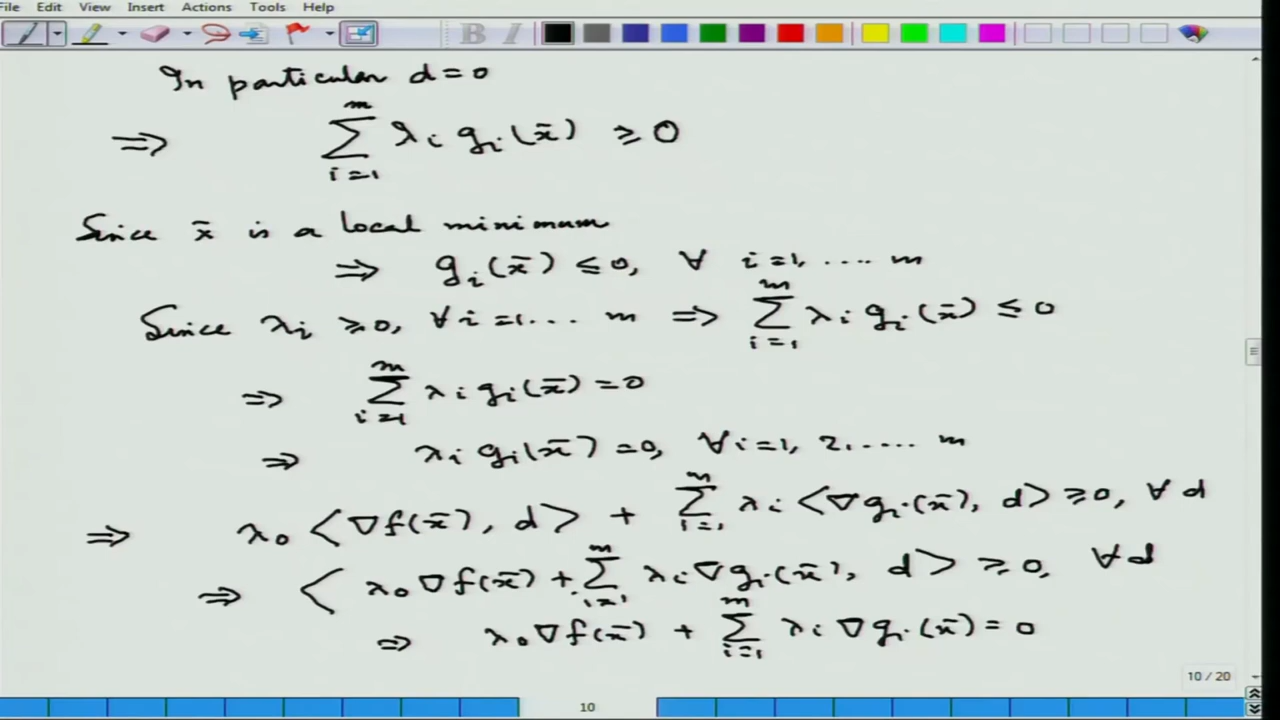 File Edit View Insert Actions Tools Help
In particular d=0
⇒ ∑_{i=1}^{m} λ_i g_i(x̄) ≥ 0
Since x̄ is a local minimum
⇒ g_i(x̄) ≤ 0, ∀ i=1, .... m
Since λ_i ≥ 0, ∀ i=1... m ⇒ ∑_{i=1}^{m} λ_i g_i(x̄) ≤ 0
⇒ ∑_{i=1}^{m} λ_i g_i(x̄) = 0
⇒ λ_i g_i(x̄) = 0, ∀ i=1, 2, ..... m
⇒ λ_0 <∇f(x̄), d> + ∑_{i=1}^{m} λ_i <∇g_i(x̄), d> ≥ 0, ∀ d
⇒ < λ_0 ∇f(x̄) + ∑_{i=1}^{m} λ_i ∇g_i(x̄), d > ≥ 0, ∀ d
⇒ λ_0 ∇f(x̄) + ∑_{i=1}^{m} λ_i ∇g_i(x̄) = 0
10 / 20
10